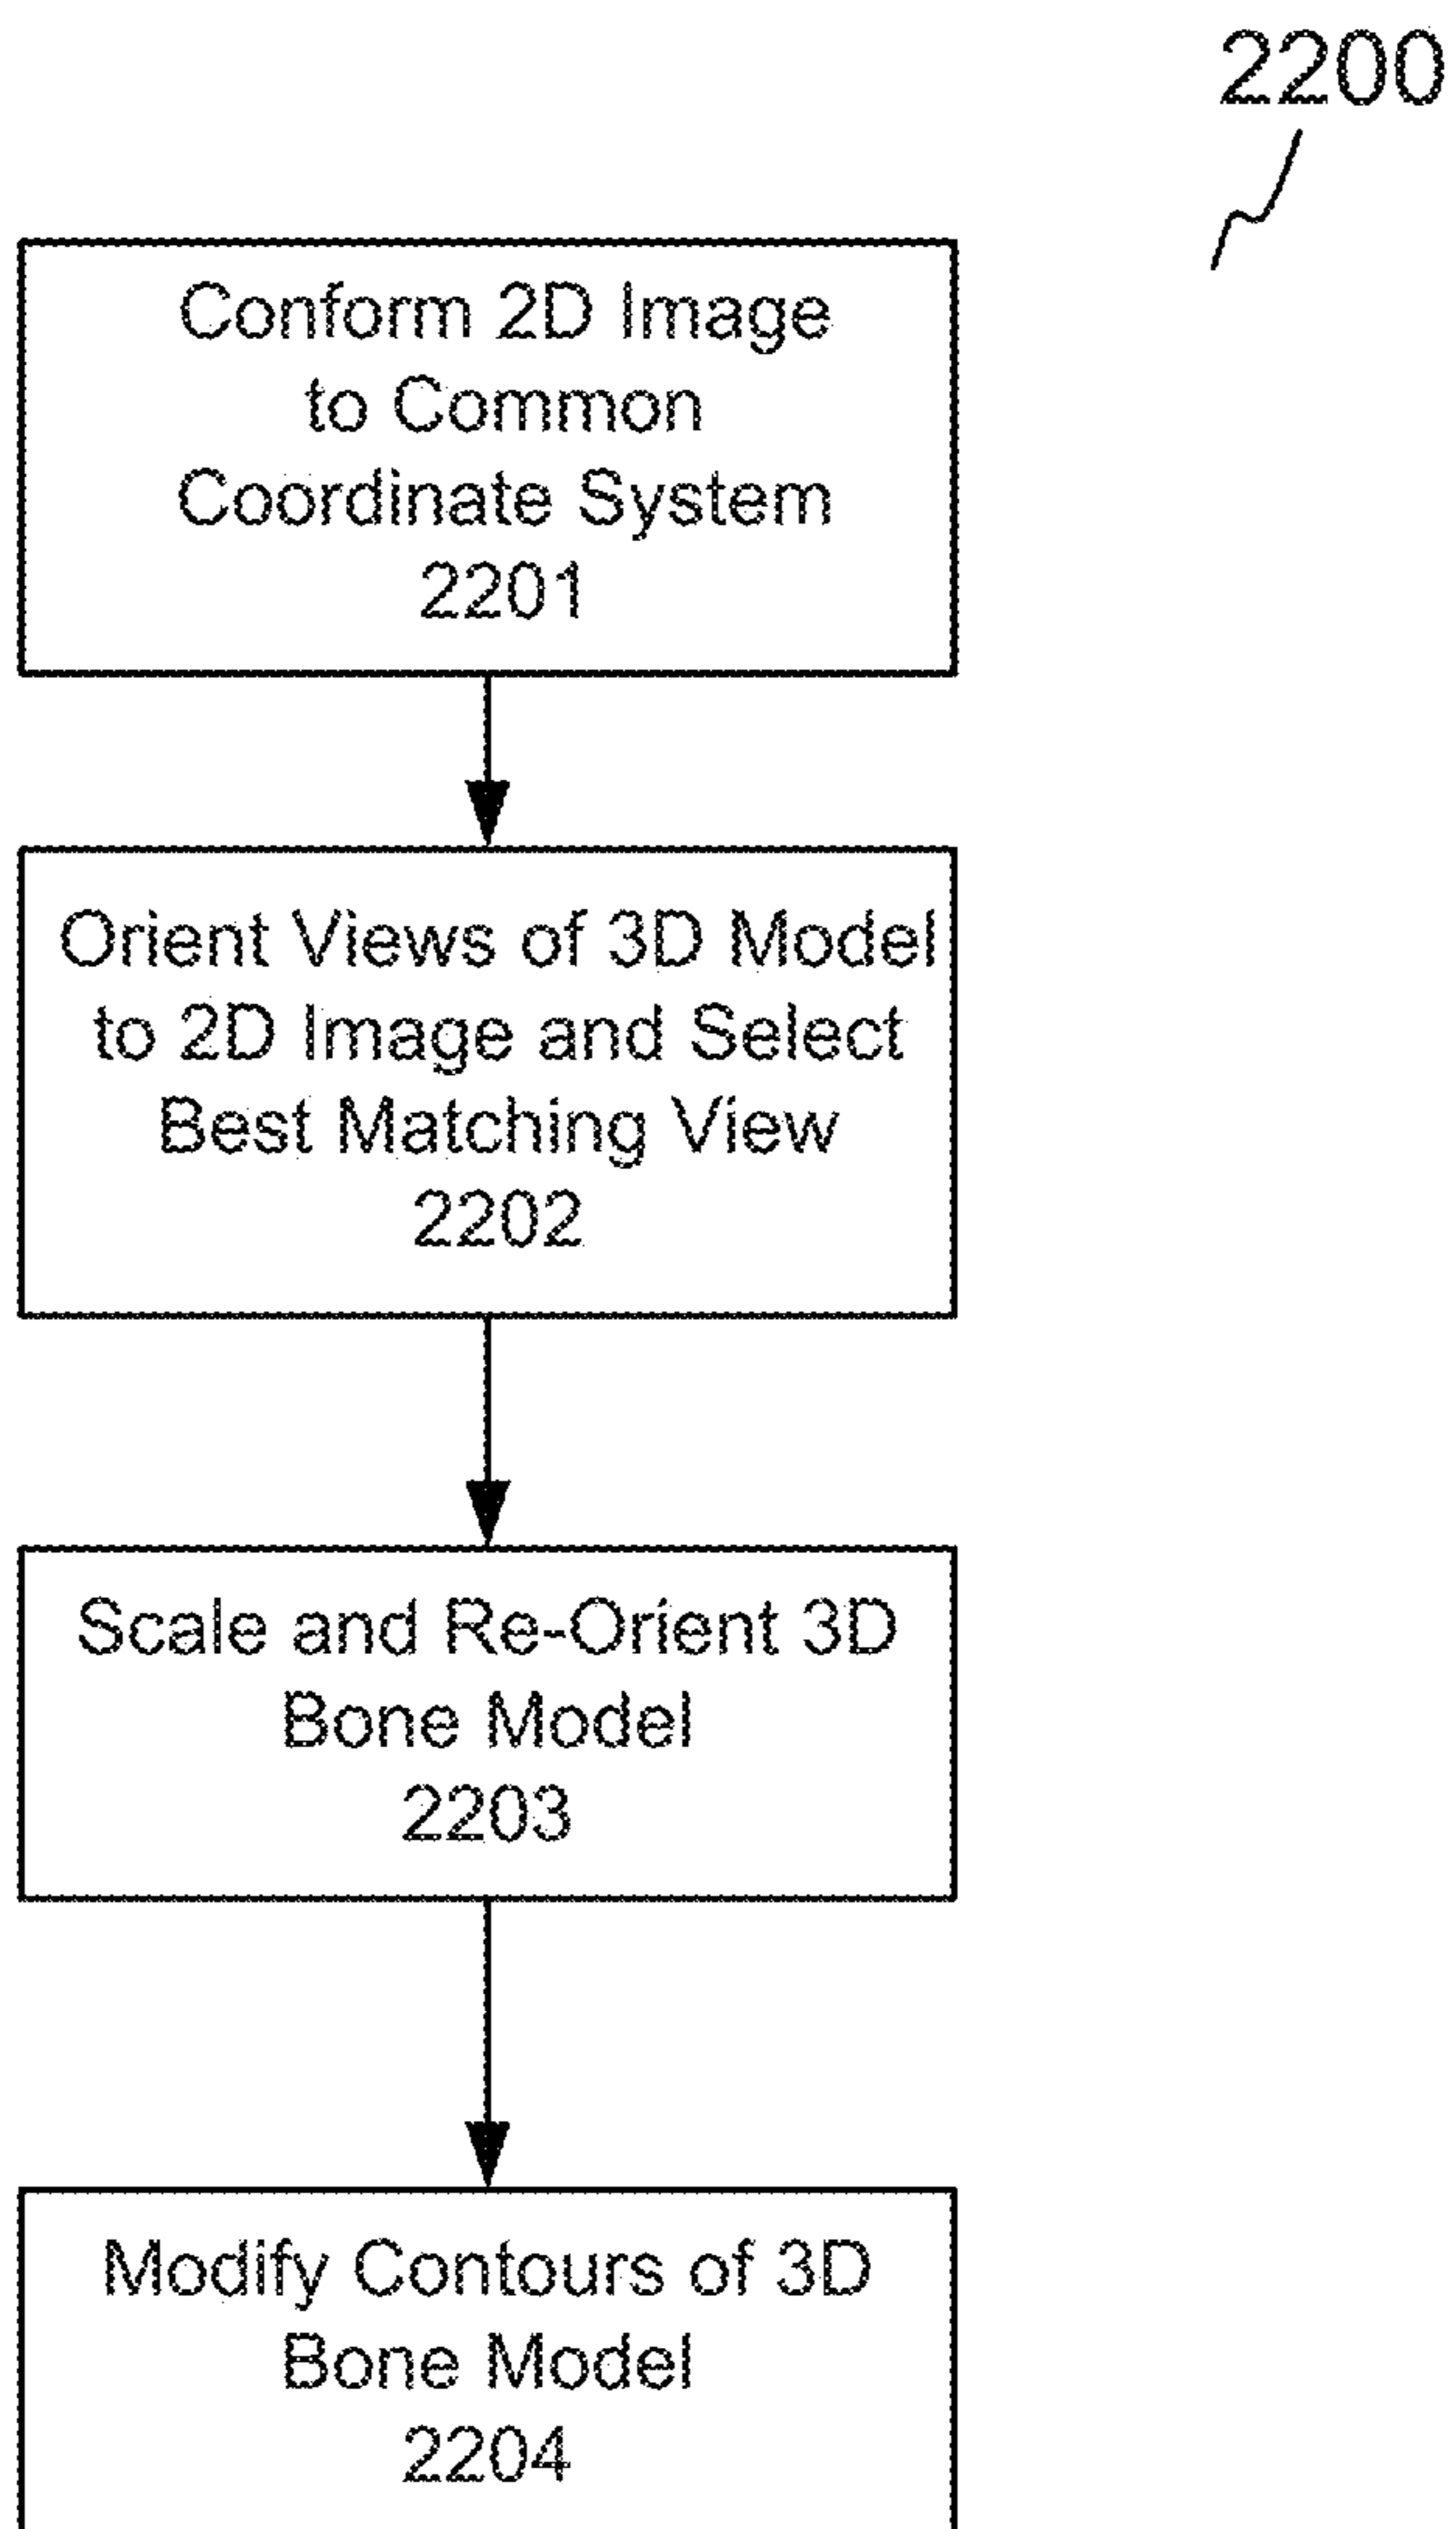 2200
Conform 2D Image
to Common
Coordinate System
2201
Orient Views of 3D Model
to 2D Image and Select
Best Matching View
2202
Scale and Re-Orient 3D
Bone Model
2203
Modify Contours of 3D
Bone Model
2204